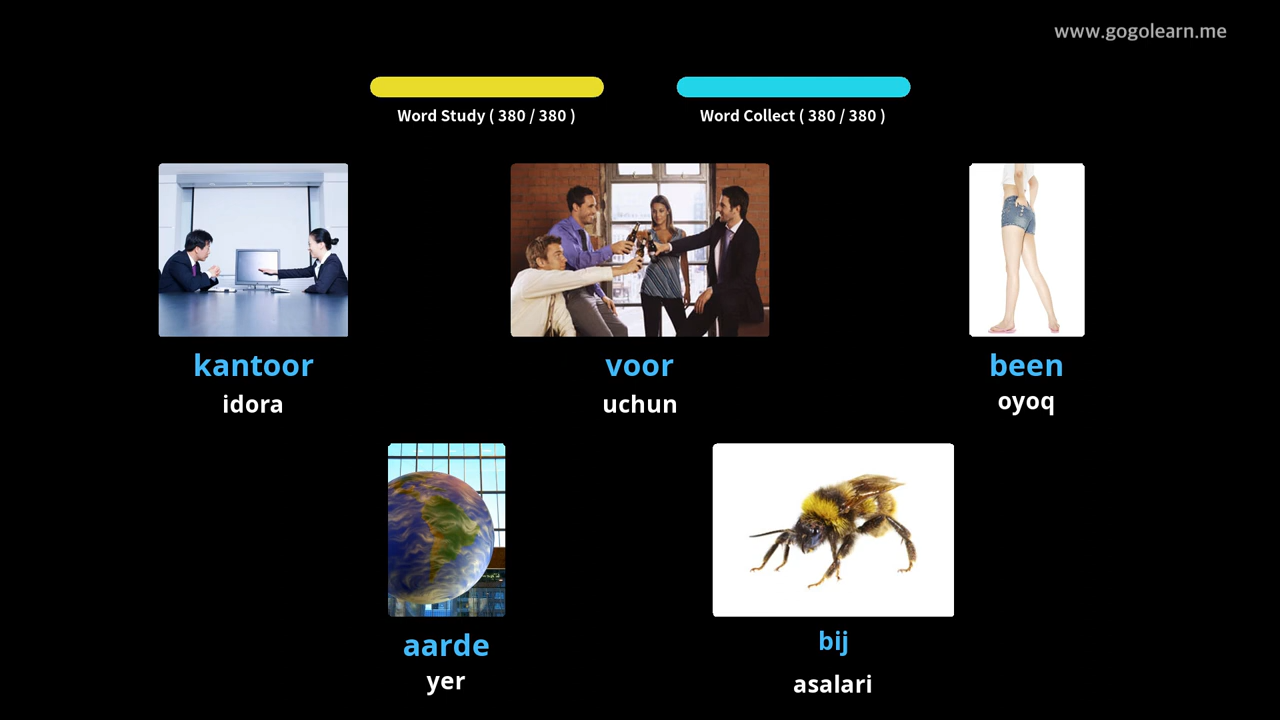 www.gogolearn.me
Word Study ( 380 / 380 )
Word Collect ( 380 / 380 )
kantoor
idora
voor
uchun
been
oyoq
aarde
yer
bij
asalari